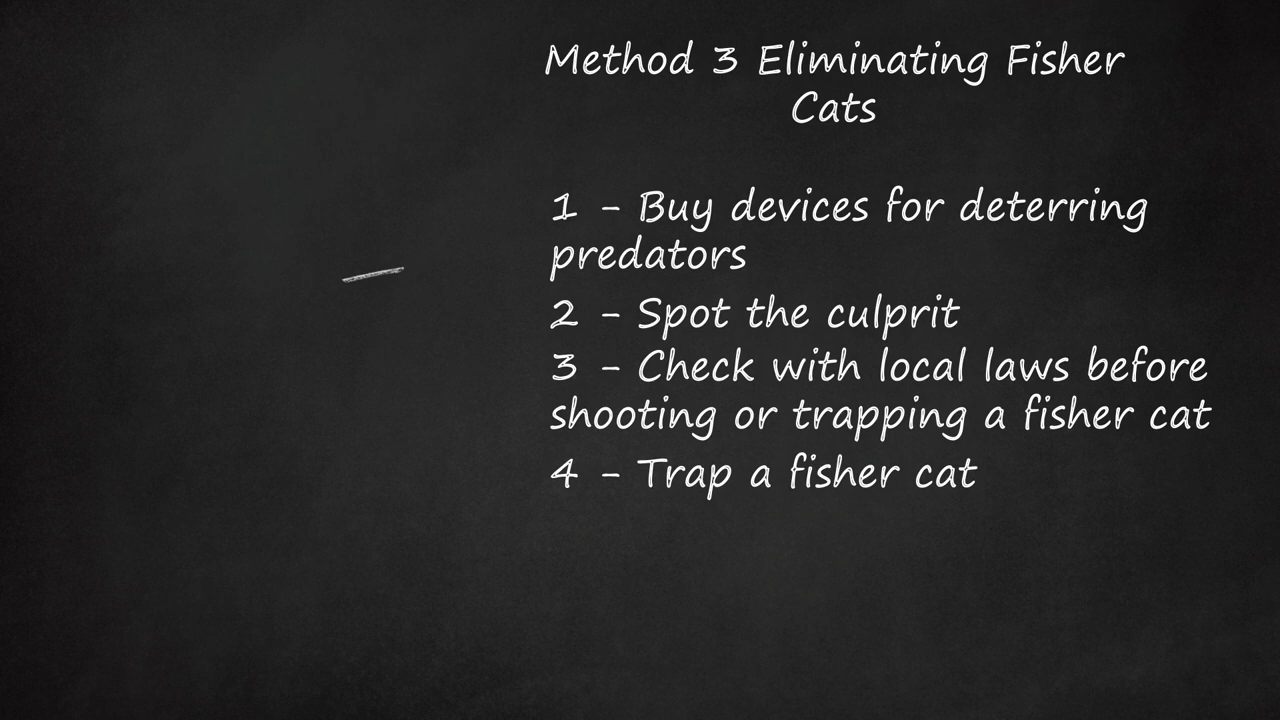 Method 3 Eliminating Fisher
Cats
1 - Buy devices for deterring
predators
2 - Spot the culprit
3 - Check with local laws before
shooting or trapping a fisher cat
4 - Trap a fisher cat